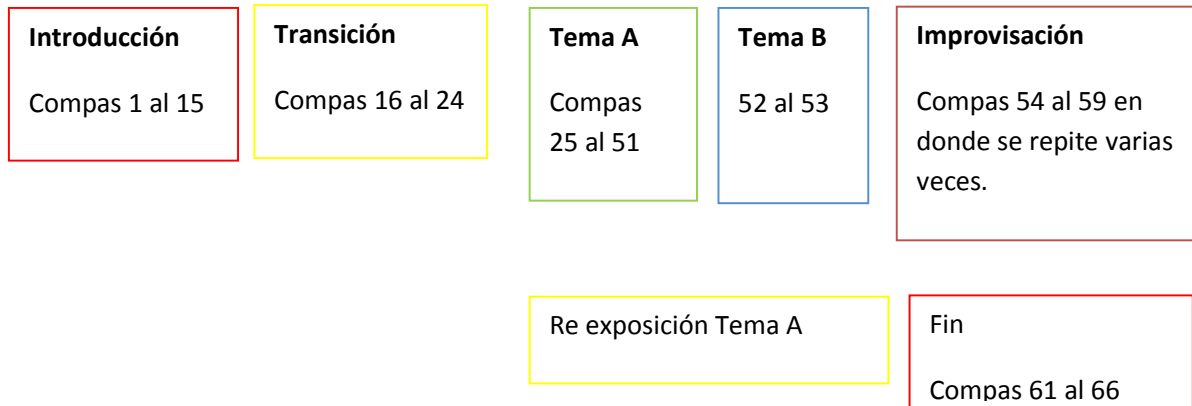 Introducción
Compas 1 al 15
Transición
Compas 16 al 24
Tema A
Compas
25 al 51
Tema B
52 al 53
Improvisación
Compas 54 al 59 en
donde se repite varias
veces.
Re exposición Tema A
Fin
Compas 61 al 66